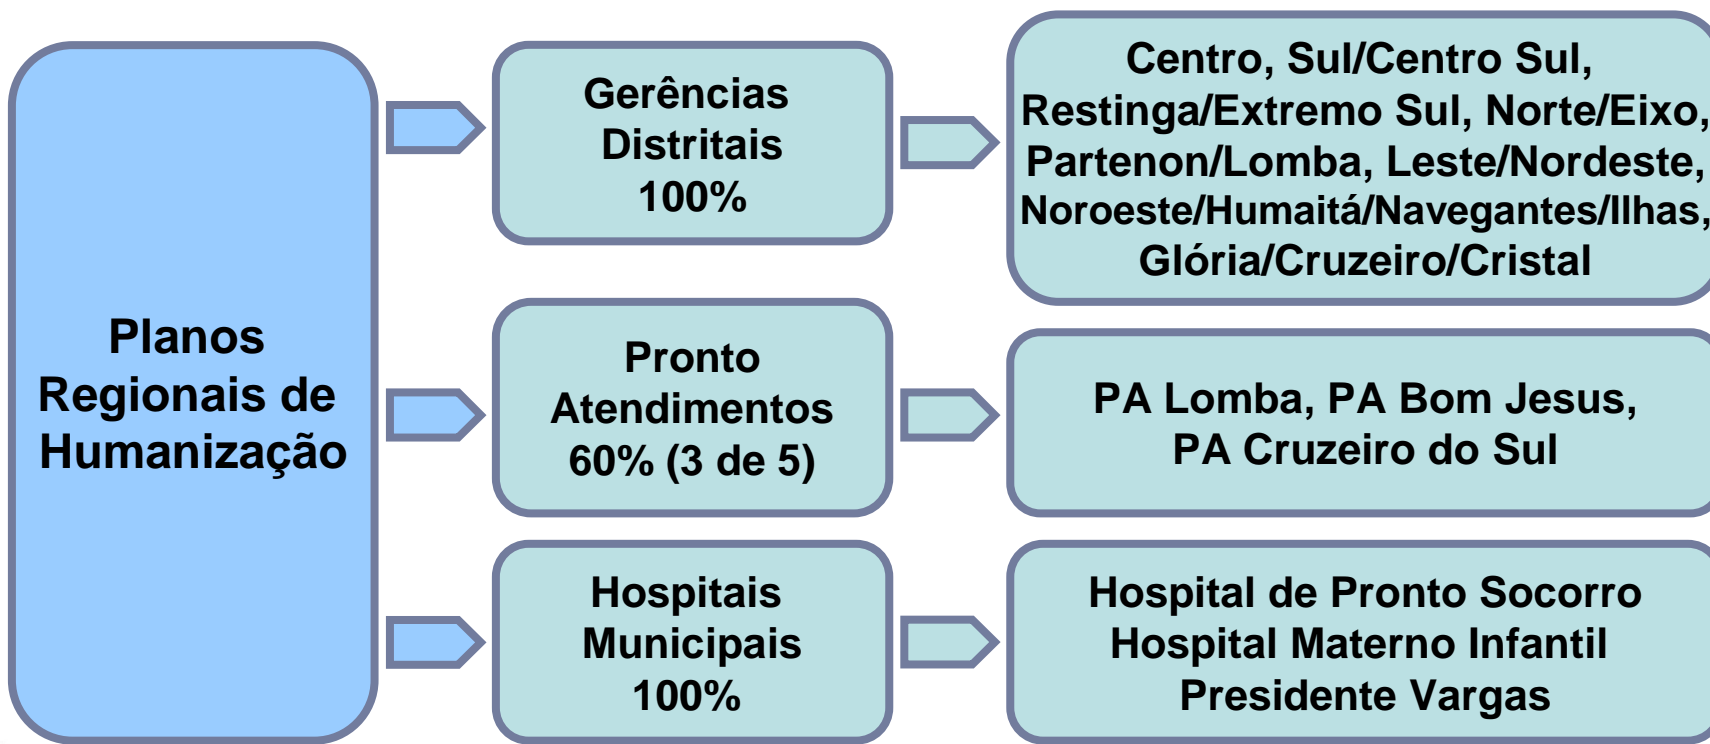 Planos
Regionais de
Humanização
Gerências
Distritais
100%
Centro, Sul/Centro Sul,
Restinga/Extremo Sul, Norte/Eixo,
Partenon/Lomba, Leste/Nordeste,
Noroeste/Humaitá/Navegantes/Ilhas,
Glória/Cruzeiro/Cristal
Pronto
Atendimentos
60% (3 de 5)
PA Lomba, PA Bom Jesus,
PA Cruzeiro do Sul
Hospitais
Municipais
100%
Hospital de Pronto Socorro
Hospital Materno Infantil
Presidente Vargas